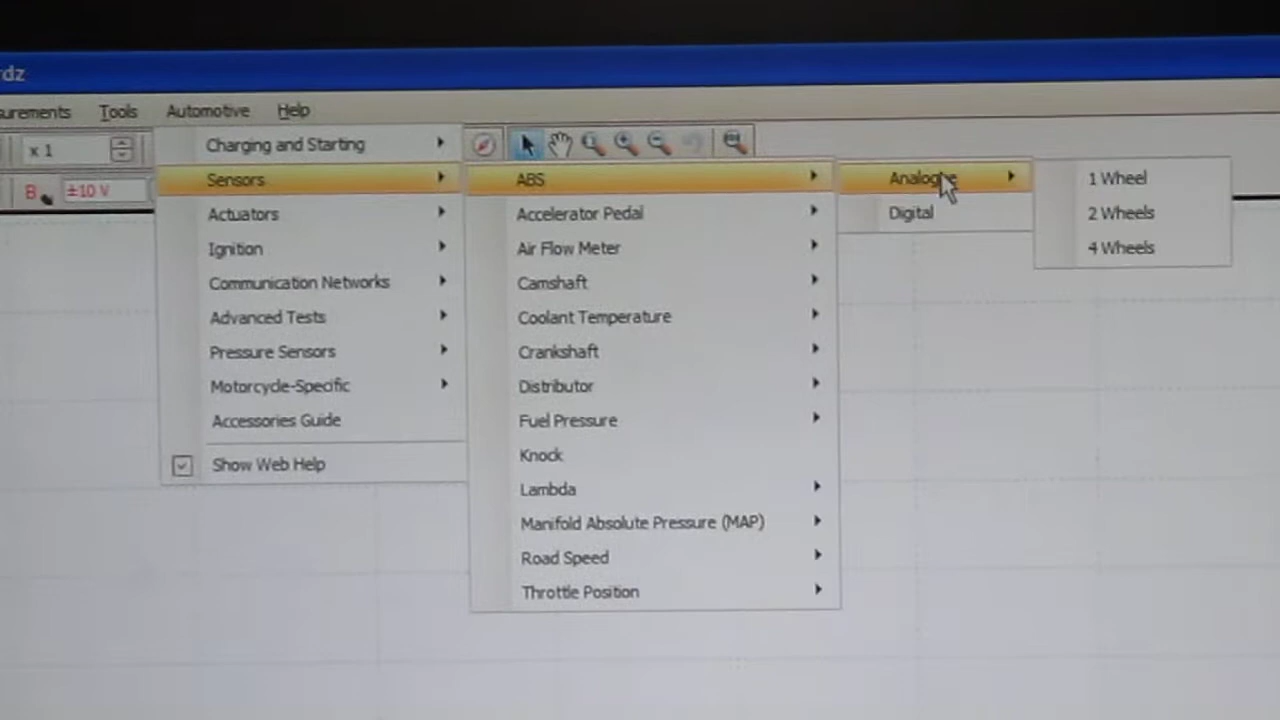 rdz
urements Tools Automotive Help
x 1
B ±10 V
Charging and Starting
Sensors
Actuators
Ignition
Communication Networks
Advanced Tests
Pressure Sensors
Motorcycle-Specific
Accessories Guide
Show Web Help
ABS
Accelerator Pedal
Air Flow Meter
Camshaft
Coolant Temperature
Crankshaft
Distributor
Fuel Pressure
Knock
Lambda
Manifold Absolute Pressure (MAP)
Road Speed
Throttle Position
Analogue
Digital
1 Wheel
2 Wheels
4 Wheels